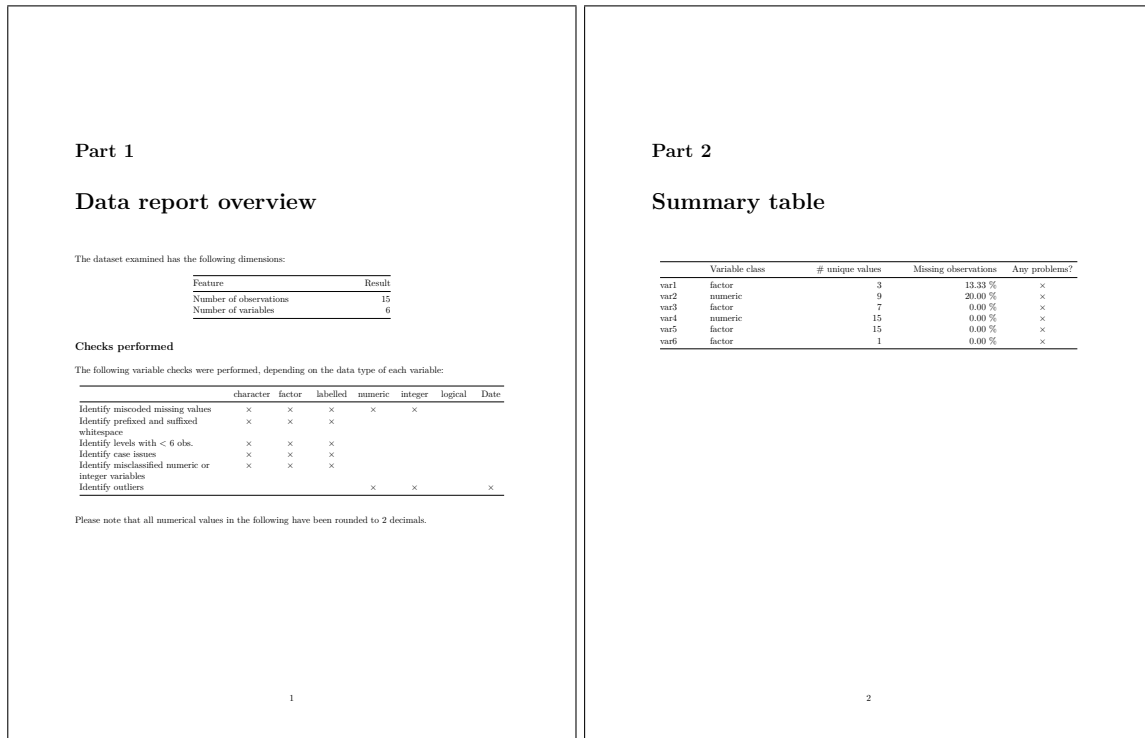 Part 1
Data report overview
The dataset examined has the following dimensions:
Feature Result
Number of observations 15
Number of variables 6
Checks performed
The following variable checks were performed, depending on the data type of each variable:
character factor labelled numeric integer logical Date
Identify miscoded missing values × × × × ×
Identify prefixed and suffixed × × ×
whitespace
Identify levels with < 6 obs. × × ×
Identify case issues × × ×
Identify misclassified numeric or × × ×
integer variables
Identify outliers × × ×
Please note that all numerical values in the following have been rounded to 2 decimals.
1
Part 2
Summary table
Variable class # unique values Missing observations Any problems?
var1 factor 3 13.33 % ×
var2 numeric 9 20.00 % ×
var3 factor 7 0.00 % ×
var4 numeric 15 0.00 % ×
var5 factor 15 0.00 % ×
var6 factor 1 0.00 % ×
2